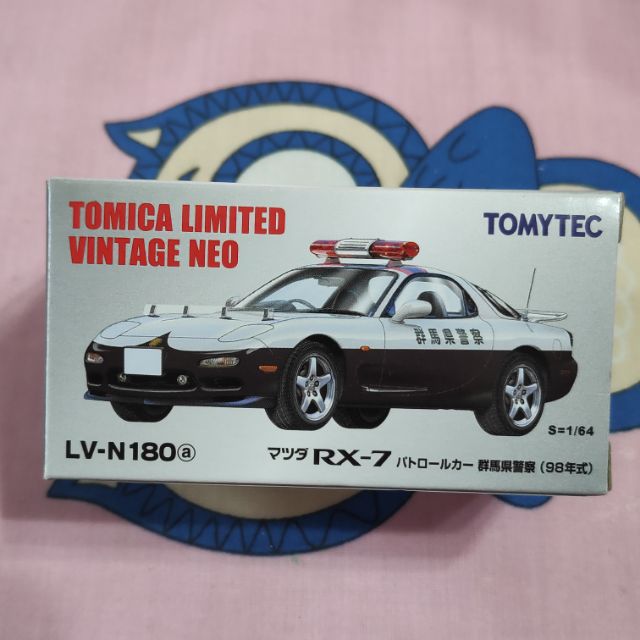 TOMICA LIMITED
VINTAGE NEO
TOMYTEC
群馬県警察
S=1/64
LV-N180ⓐ
マツダ RX-7 パトロールカー 群馬県警察 (98年式)